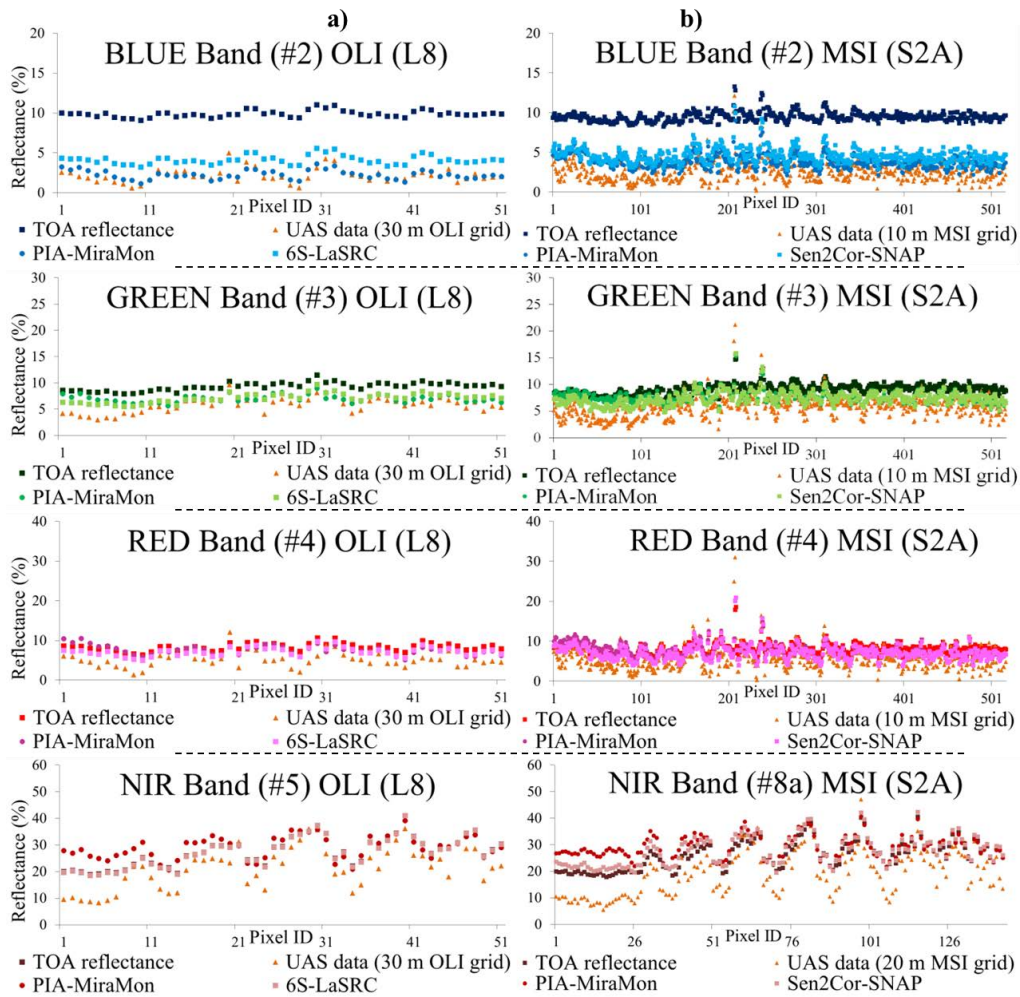 a)
b)
BLUE Band (#2) OLI (L8)
Reflectance (%)
20
15
10
5
0
1 11 21 31 41 51
Pixel ID
TOA reflectance
UAS data (30 m OLI grid)
PIA-MiraMon
6S-LaSRC
BLUE Band (#2) MSI (S2A)
20
15
10
5
0
1 101 201 301 401 501
Pixel ID
TOA reflectance
UAS data (10 m MSI grid)
PIA-MiraMon
Sen2Cor-SNAP
GREEN Band (#3) OLI (L8)
Reflectance (%)
30
25
20
15
10
5
0
1 11 21 31 41 51
Pixel ID
TOA reflectance
UAS data (30 m OLI grid)
PIA-MiraMon
6S-LaSRC
GREEN Band (#3) MSI (S2A)
30
25
20
15
10
5
0
1 101 201 301 401 501
Pixel ID
TOA reflectance
UAS data (10 m MSI grid)
PIA-MiraMon
Sen2Cor-SNAP
RED Band (#4) OLI (L8)
Reflectance (%)
40
30
20
10
0
1 11 21 31 41 51
Pixel ID
TOA reflectance
UAS data (30 m OLI grid)
PIA-MiraMon
6S-LaSRC
RED Band (#4) MSI (S2A)
40
30
20
10
0
1 101 201 301 401 501
Pixel ID
TOA reflectance
UAS data (10 m MSI grid)
PIA-MiraMon
Sen2Cor-SNAP
NIR Band (#5) OLI (L8)
Reflectance (%)
60
50
40
30
20
10
0
1 11 21 31 41 51
Pixel ID
TOA reflectance
UAS data (30 m OLI grid)
PIA-MiraMon
6S-LaSRC
NIR Band (#8a) MSI (S2A)
60
50
40
30
20
10
0
1 26 51 76 101 126
Pixel ID
TOA reflectance
UAS data (20 m MSI grid)
PIA-MiraMon
Sen2Cor-SNAP